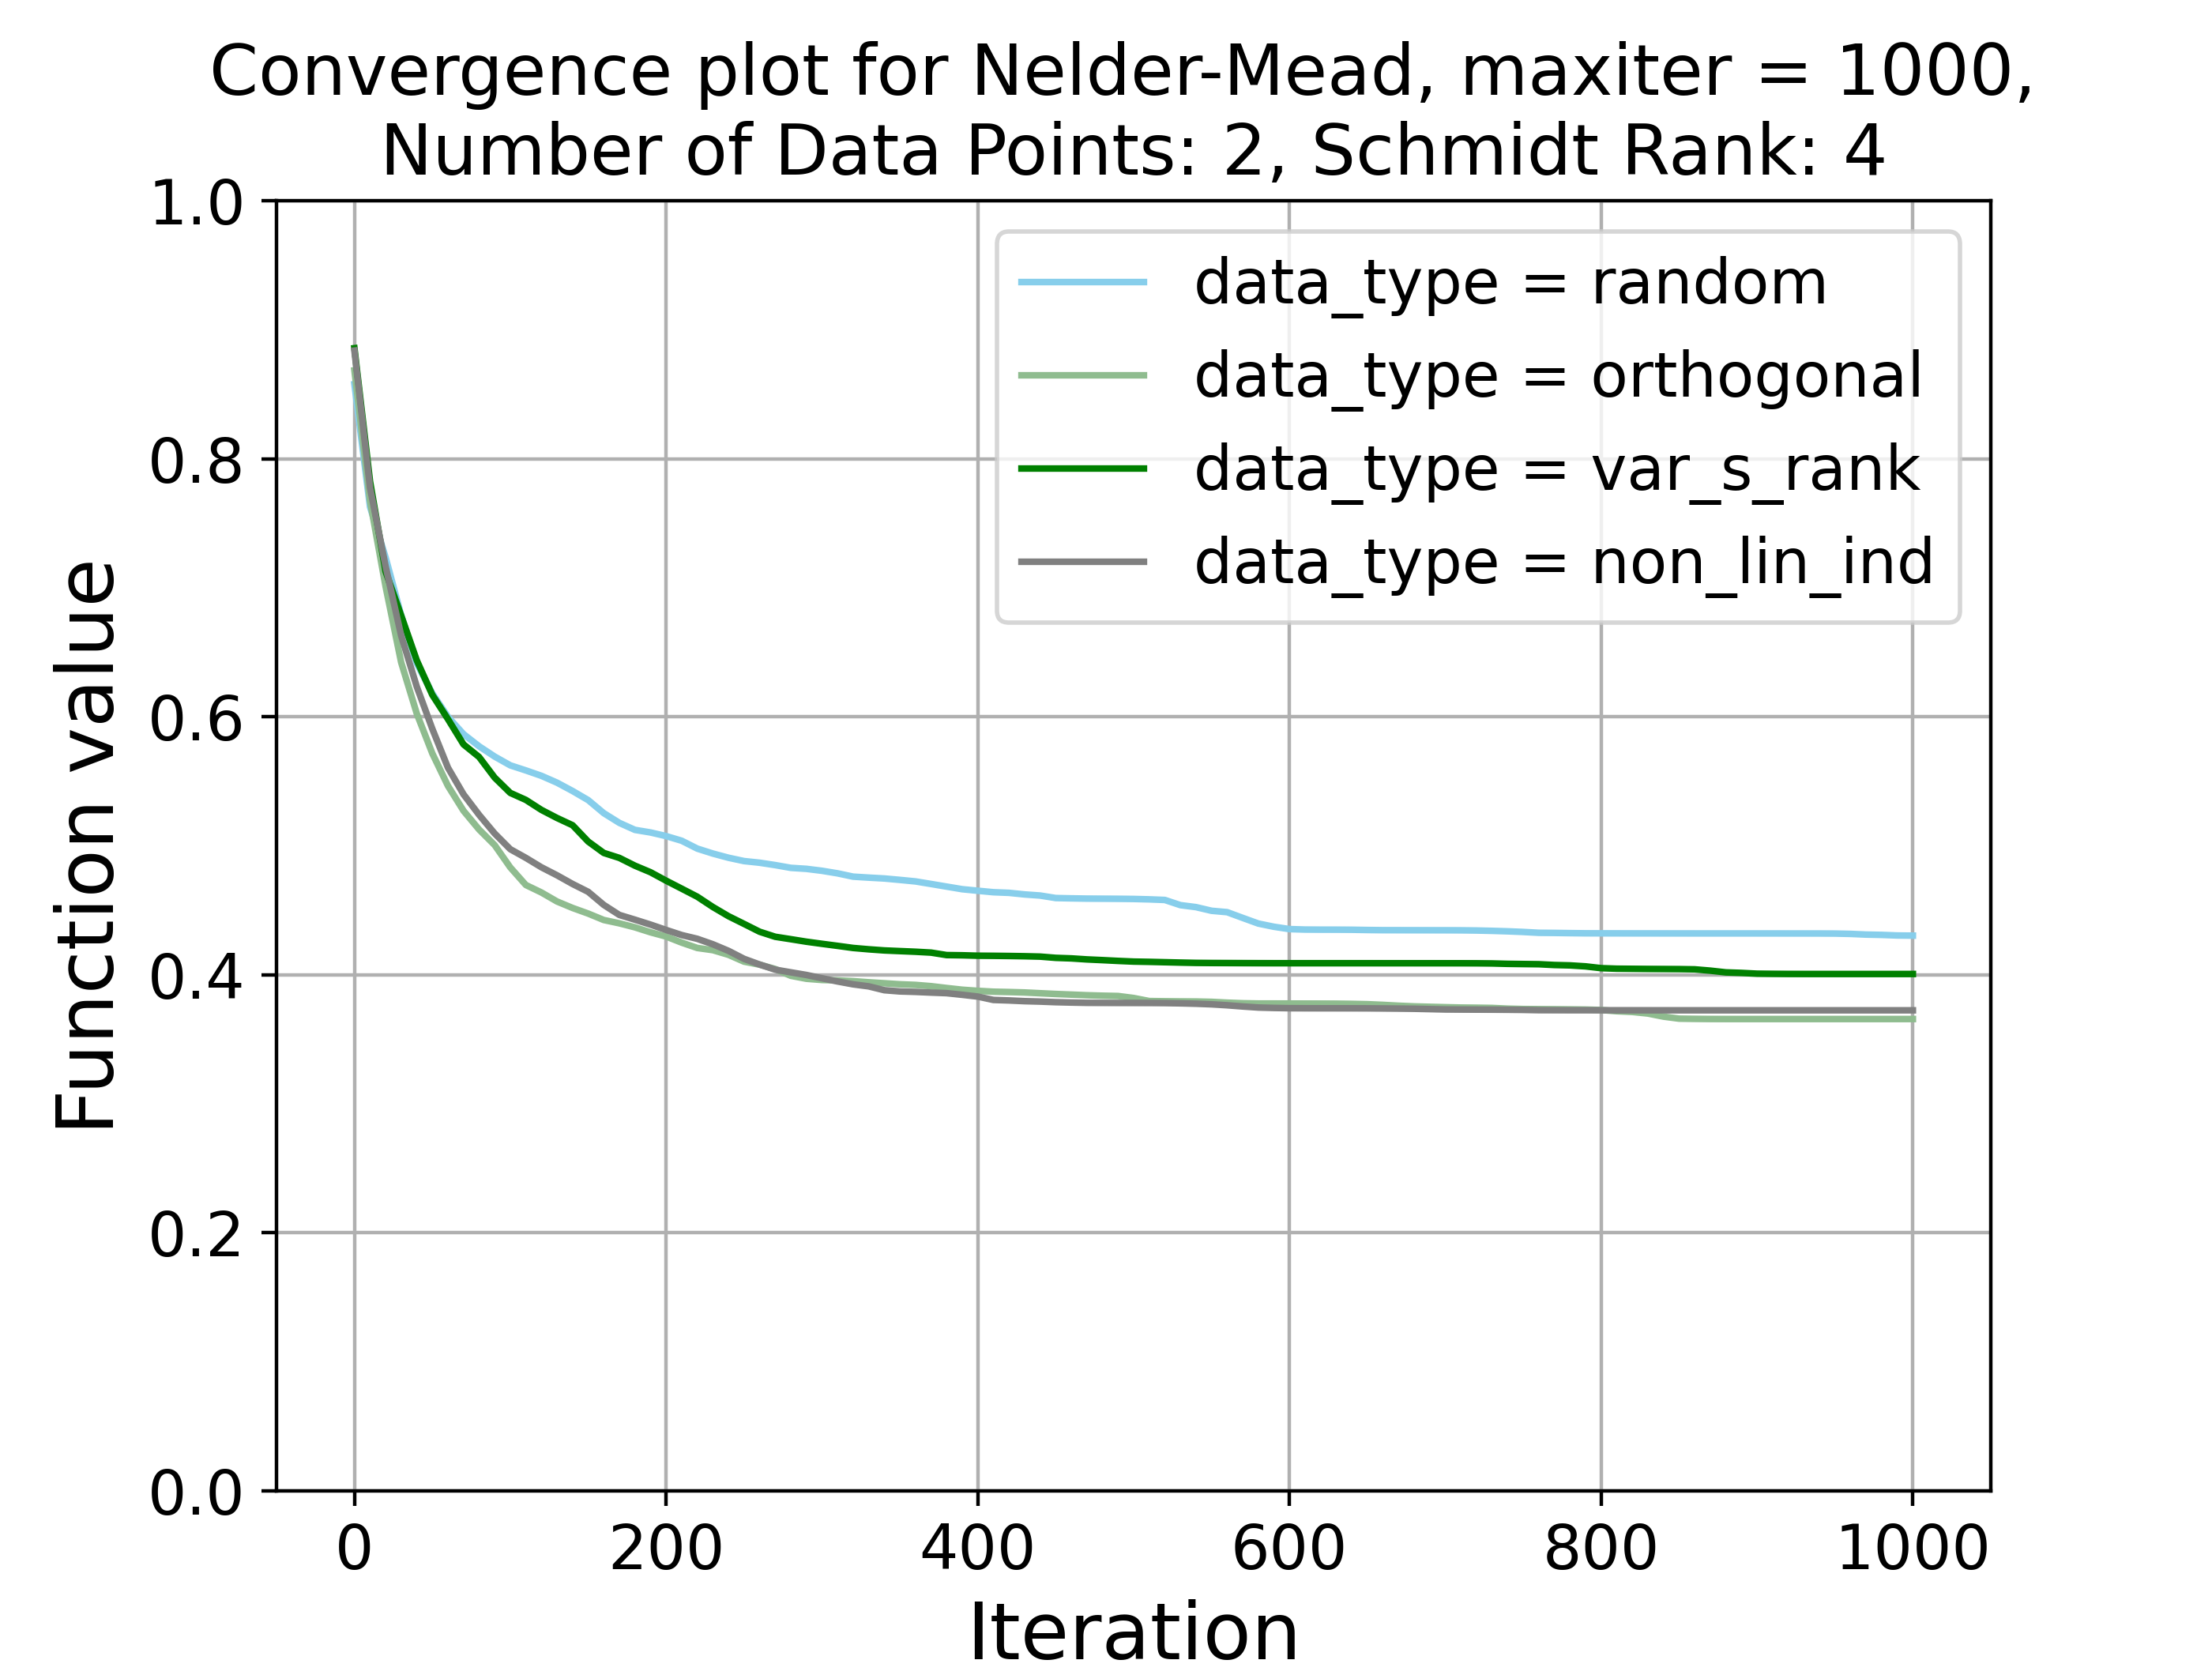 Convergence plot for Nelder-Mead, maxiter = 1000,
Number of Data Points: 2, Schmidt Rank: 4
1.0
0.8
0.6
0.4
0.2
0.0
Function value
data_type = random
data_type = orthogonal
data_type = var_s_rank
data_type = non_lin_ind
0 200 400 600 800 1000
Iteration